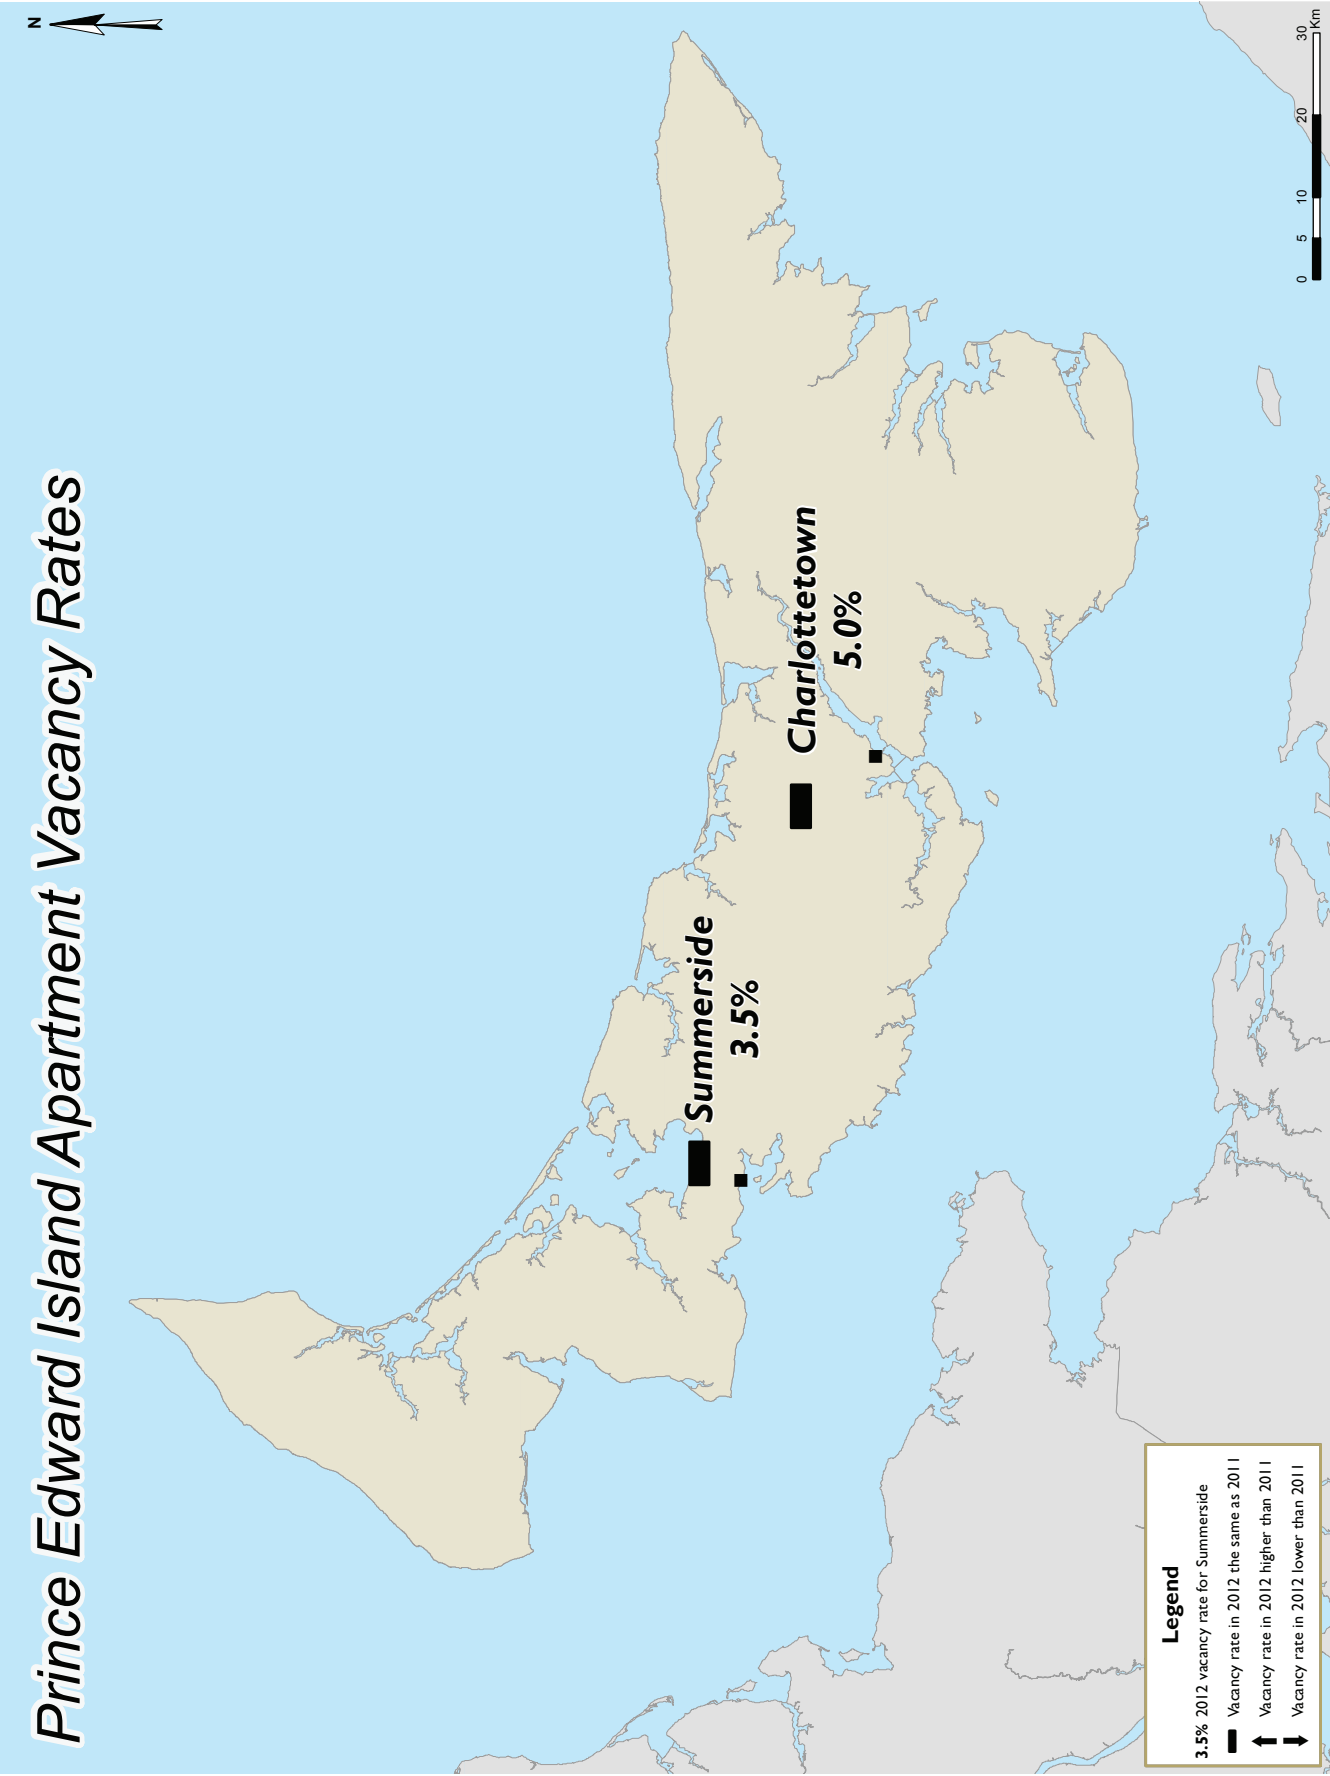 Prince Edward Island Apartment Vacancy Rates
N
Summerside
3.5%
Charlottetown
5.0%
Legend
3.5% 2012 vacancy rate for Summerside
Vacancy rate in 2012 the same as 2011
Vacancy rate in 2012 higher than 2011
Vacancy rate in 2012 lower than 2011
0 5 10 20 30
Km